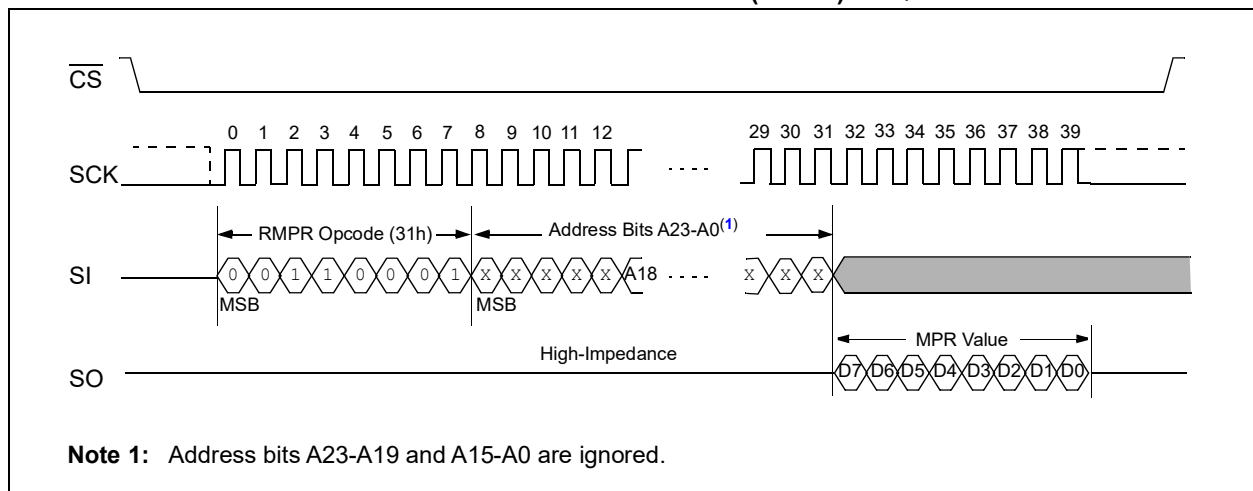 CS
0 1 2 3 4 5 6 7 8 9 10 11 12 29 30 31 32 33 34 35 36 37 38 39
SCK
RMPR Opcode (31h) Address Bits A23-A0(1)
SI 0 0 1 1 0 0 0 1 X X X X X A18 X X X
MSB MSB
MPR Value
High-Impedance
SO D7 D6 D5 D4 D3 D2 D1 D0
Note 1: Address bits A23-A19 and A15-A0 are ignored.